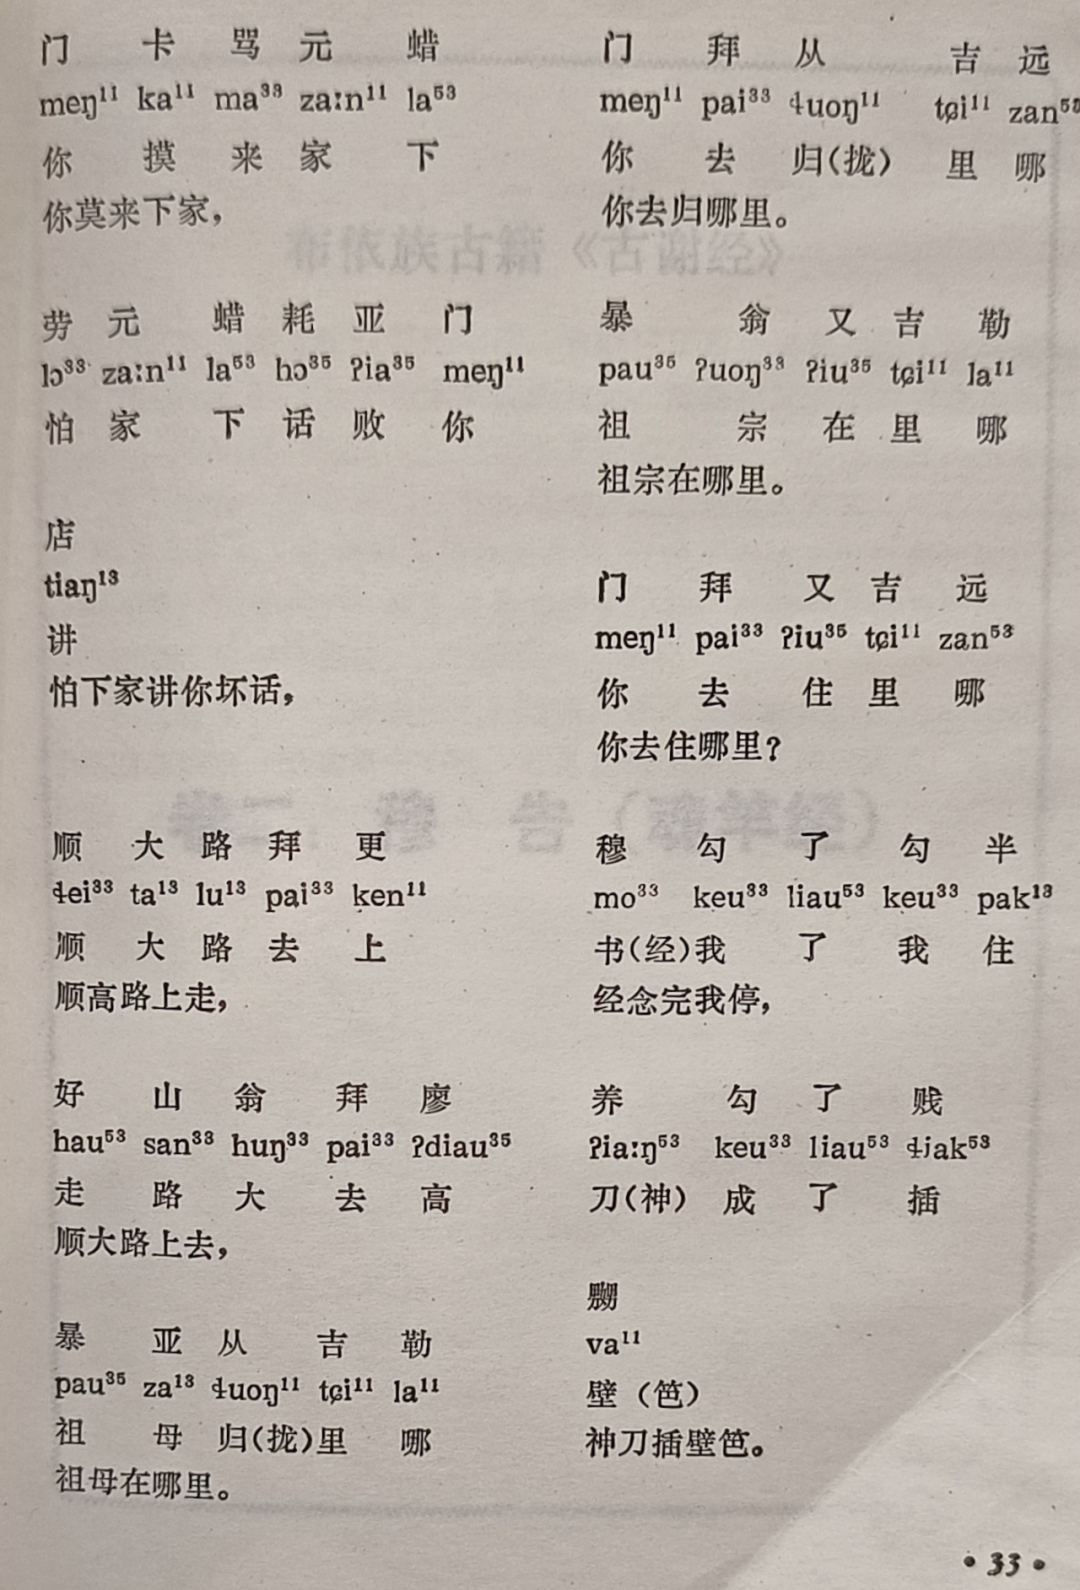 门 卡 骂 元 蜡
meŋ¹¹ ka¹¹ ma³³ zaːn¹¹ la⁵³
你 摸 来 家 下
你莫来下家，
劳 元 蜡 耗 亚 门
lɔ³³ zaːn¹¹ la⁵³ hɔ³⁵ ʔia³⁵ meŋ¹¹
怕 家 下 话 败 你
店
tiaŋ¹³
讲
怕下家讲你坏话，
顺 大 路 拜 更
ɬei³³ ta¹³ lu¹³ pai³³ ken¹¹
顺 大 路 去 上
顺高路上走，
好 山 翁 拜 廖
hau⁵³ san³³ huŋ³³ pai³³ ʔdiau³⁵
走 路 大 去 高
顺大路上去，
暴 亚 从 吉 勒
pau³⁵ za¹³ ɬuoŋ¹¹ tɕi¹¹ la¹¹
祖 母 归(拢)里 哪
祖母在哪里。
门 拜 从 吉 远
meŋ¹¹ pai³³ ɬuoŋ¹¹ tɕi¹¹ zan⁵³
你 去 归(拢) 里 哪
你去归哪里。
暴 翁 又 吉 勒
pau³⁵ ʔuoŋ³³ ʔiu³⁵ tɕi¹¹ la¹¹
祖 宗 在 里 哪
祖宗在哪里。
门 拜 又 吉 远
meŋ¹¹ pai³³ ʔiu³⁵ tɕi¹¹ zan⁵³
你 去 住 里 哪
你去住哪里？
穆 勾 了 勾 半
mo³³ keu³³ liau⁵³ keu³³ pak¹³
书(经)我 了 我 住
经念完我停，
养 勾 了 贱
ʔiaːŋ⁵³ keu³³ liau⁵³ ɬjak⁵³
刀(神) 成 了 插
va¹¹
壁（笆）
神刀插壁笆。
• 33 •